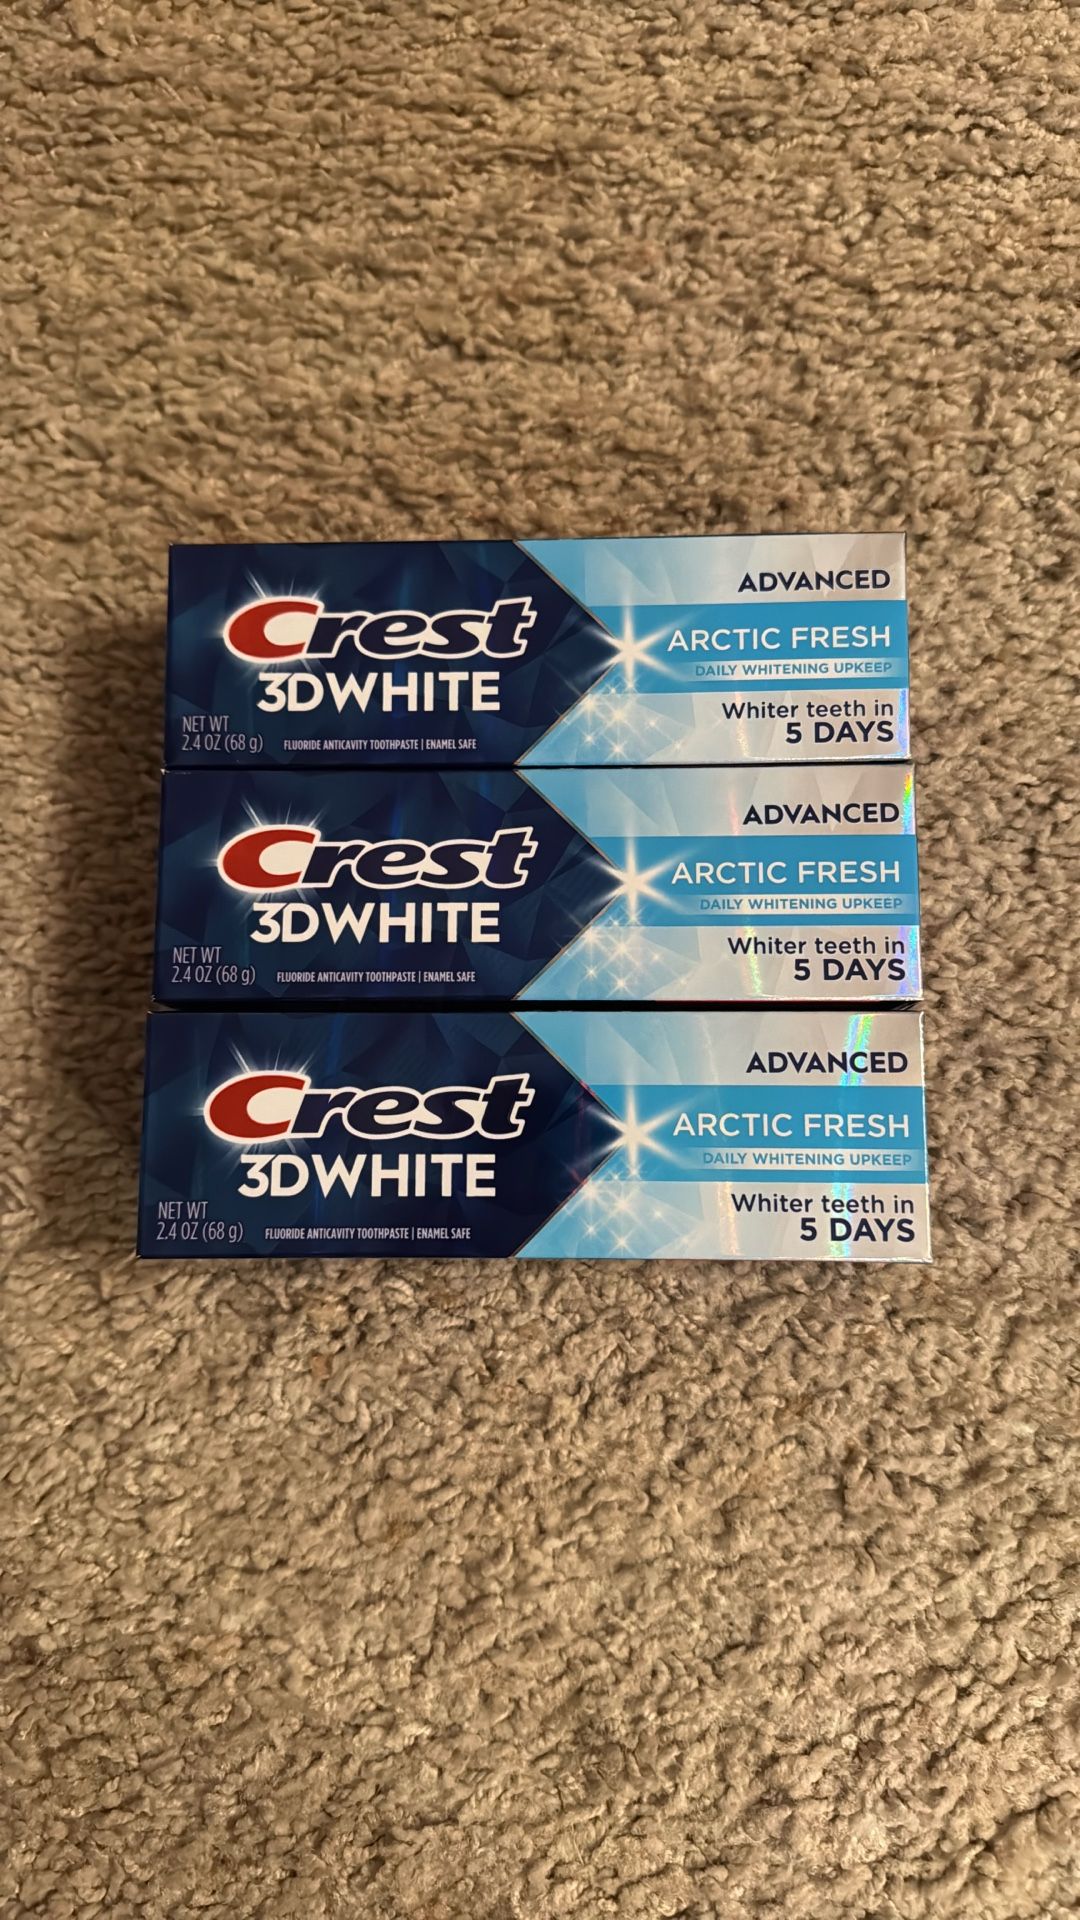 Crest
3DWHITE
NET WT
2.4 OZ (68 g)
FLUORIDE ANTICAVITY TOOTHPASTE | ENAMEL SAFE
ADVANCED
ARCTIC FRESH
DAILY WHITENING UPKEEP
Whiter teeth in
5 DAYS
Crest
3DWHITE
NET WT
2.4 OZ (68 g)
FLUORIDE ANTICAVITY TOOTHPASTE | ENAMEL SAFE
ADVANCED
ARCTIC FRESH
DAILY WHITENING UPKEEP
Whiter teeth in
5 DAYS
Crest
3DWHITE
NET WT
2.4 OZ (68 g)
FLUORIDE ANTICAVITY TOOTHPASTE | ENAMEL SAFE
ADVANCED
ARCTIC FRESH
DAILY WHITENING UPKEEP
Whiter teeth in
5 DAYS